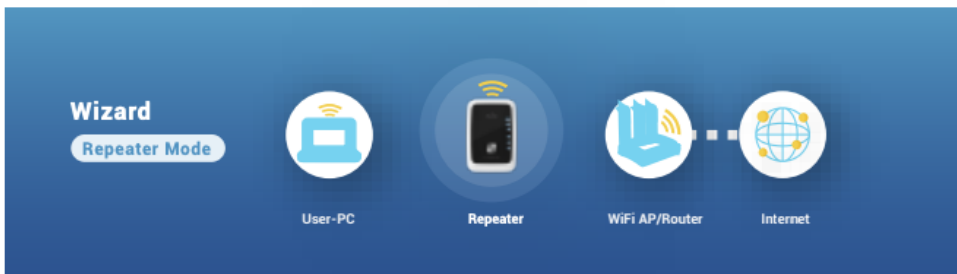 Wizard
Repeater Mode
User-PC
Repeater
WiFi AP/Router
Internet